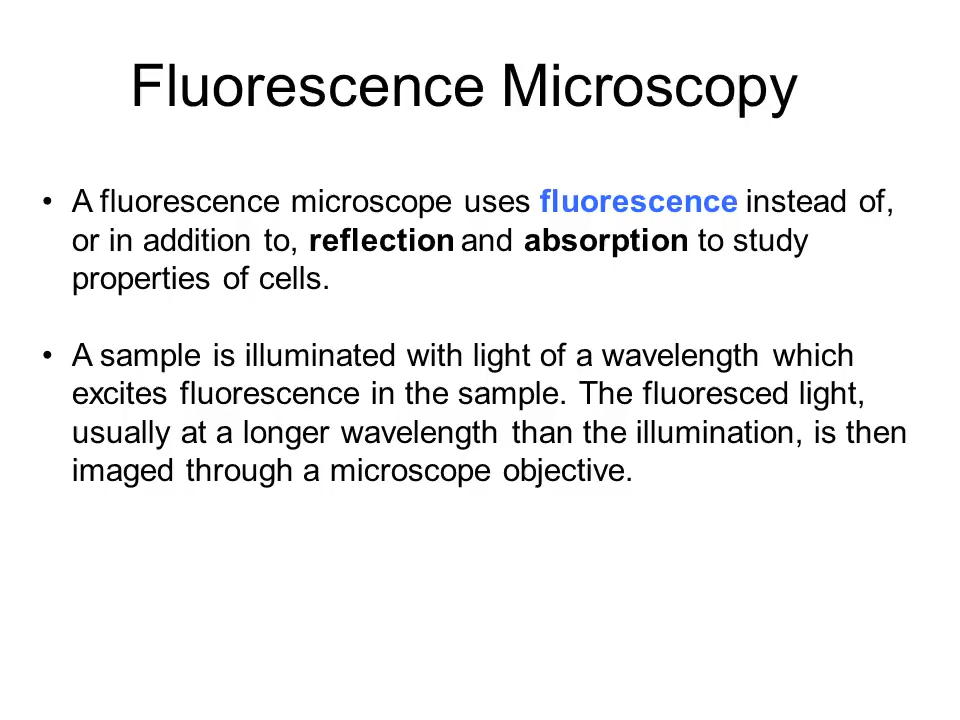 Fluorescence Microscopy
• A fluorescence microscope uses fluorescence instead of,
or in addition to, reflection and absorption to study
properties of cells.
• A sample is illuminated with light of a wavelength which
excites fluorescence in the sample. The fluoresced light,
usually at a longer wavelength than the illumination, is then
imaged through a microscope objective.